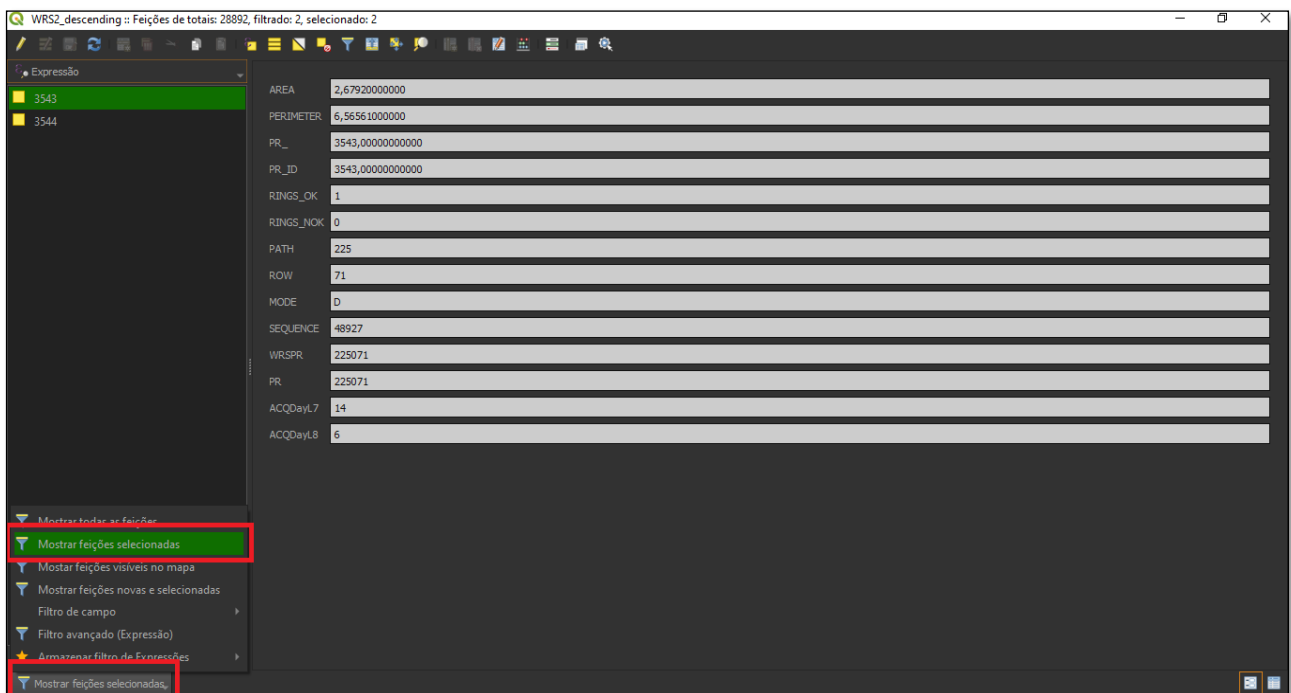 WRS2_descending :: Feições de totais: 28892, filtrado: 2, selecionado: 2
Expressão
3543
3544
AREA 2,67920000000
PERIMETER 6,56561000000
PR_ 3543,00000000000
PR_ID 3543,00000000000
RINGS_OK 1
RINGS_NOK 0
PATH 225
ROW 71
MODE D
SEQUENCE 48927
WRSPR 225071
PR 225071
ACQDayL7 14
ACQDayL8 6
Mostrar todas as feições
Mostrar feições selecionadas
Mostar feições visíveis no mapa
Mostrar feições novas e selecionadas
Filtro de campo
Filtro avançado (Expressão)
Armazenar filtro de Expressões
Mostrar feições selecionadas